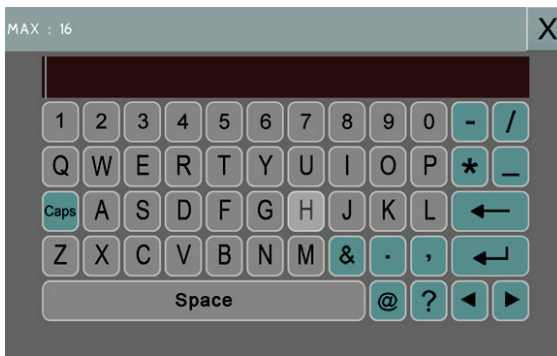 MAX : 16 X
1 2 3 4 5 6 7 8 9 0 - /
Q W E R T Y U I O P * _
Caps A S D F G H J K L ←
Z X C V B N M & . , ↵
Space @ ? ◀ ▶